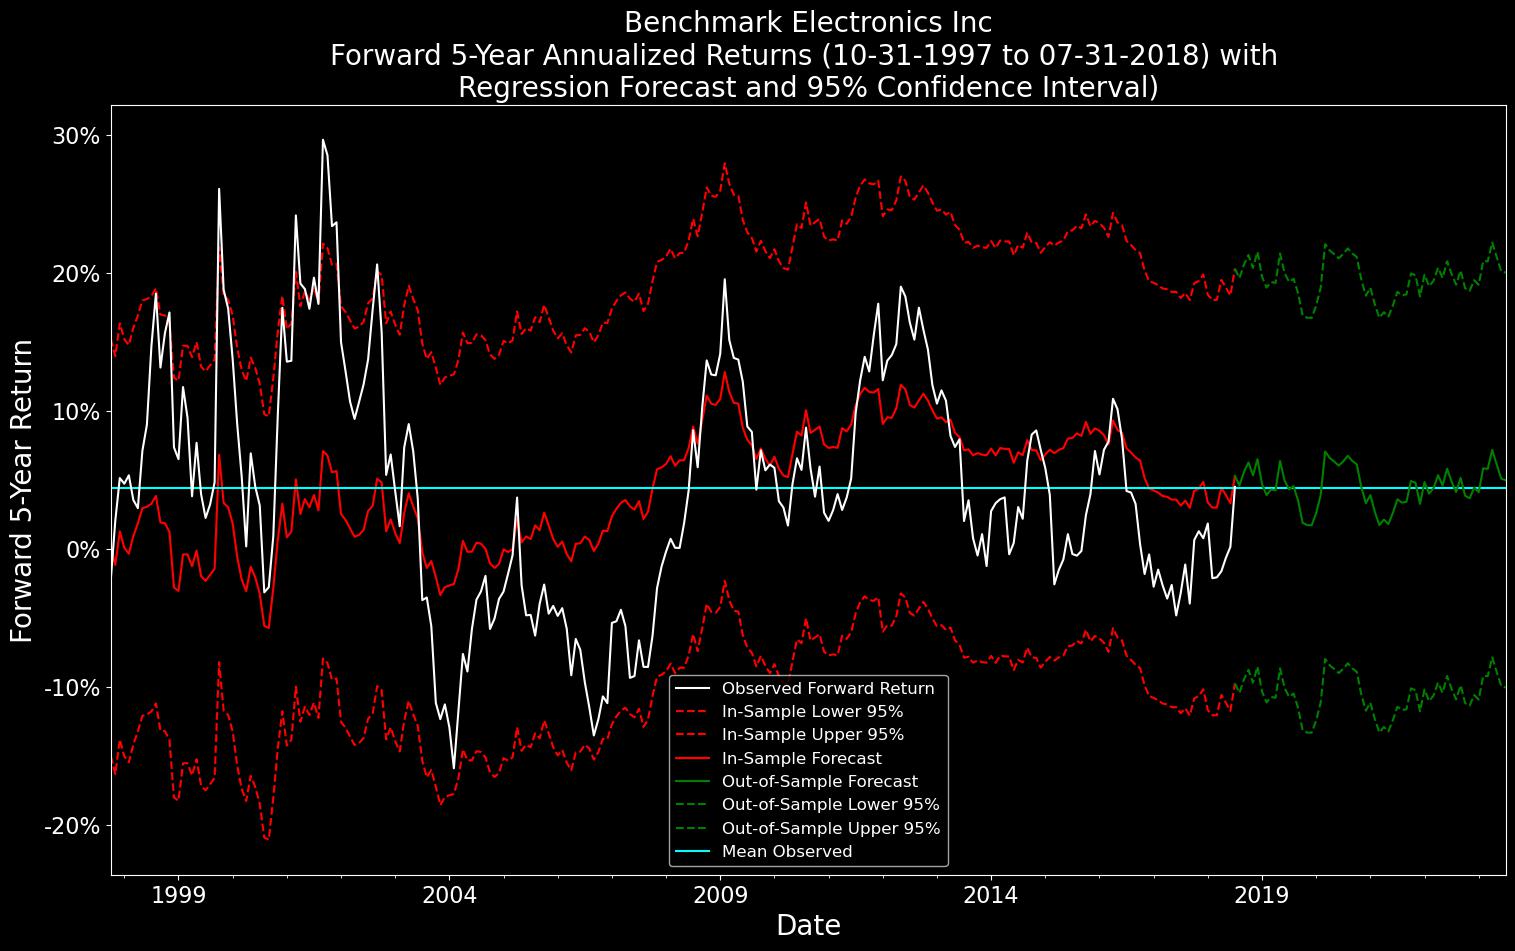 Benchmark Electronics Inc
Forward 5-Year Annualized Returns (10-31-1997 to 07-31-2018) with
Regression Forecast and 95% Confidence Interval)
Forward 5-Year Return
30%
20%
10%
0%
-10%
-20%
Observed Forward Return
In-Sample Lower 95%
In-Sample Upper 95%
In-Sample Forecast
Out-of-Sample Forecast
Out-of-Sample Lower 95%
Out-of-Sample Upper 95%
Mean Observed
1999
2004
2009
2014
2019
Date